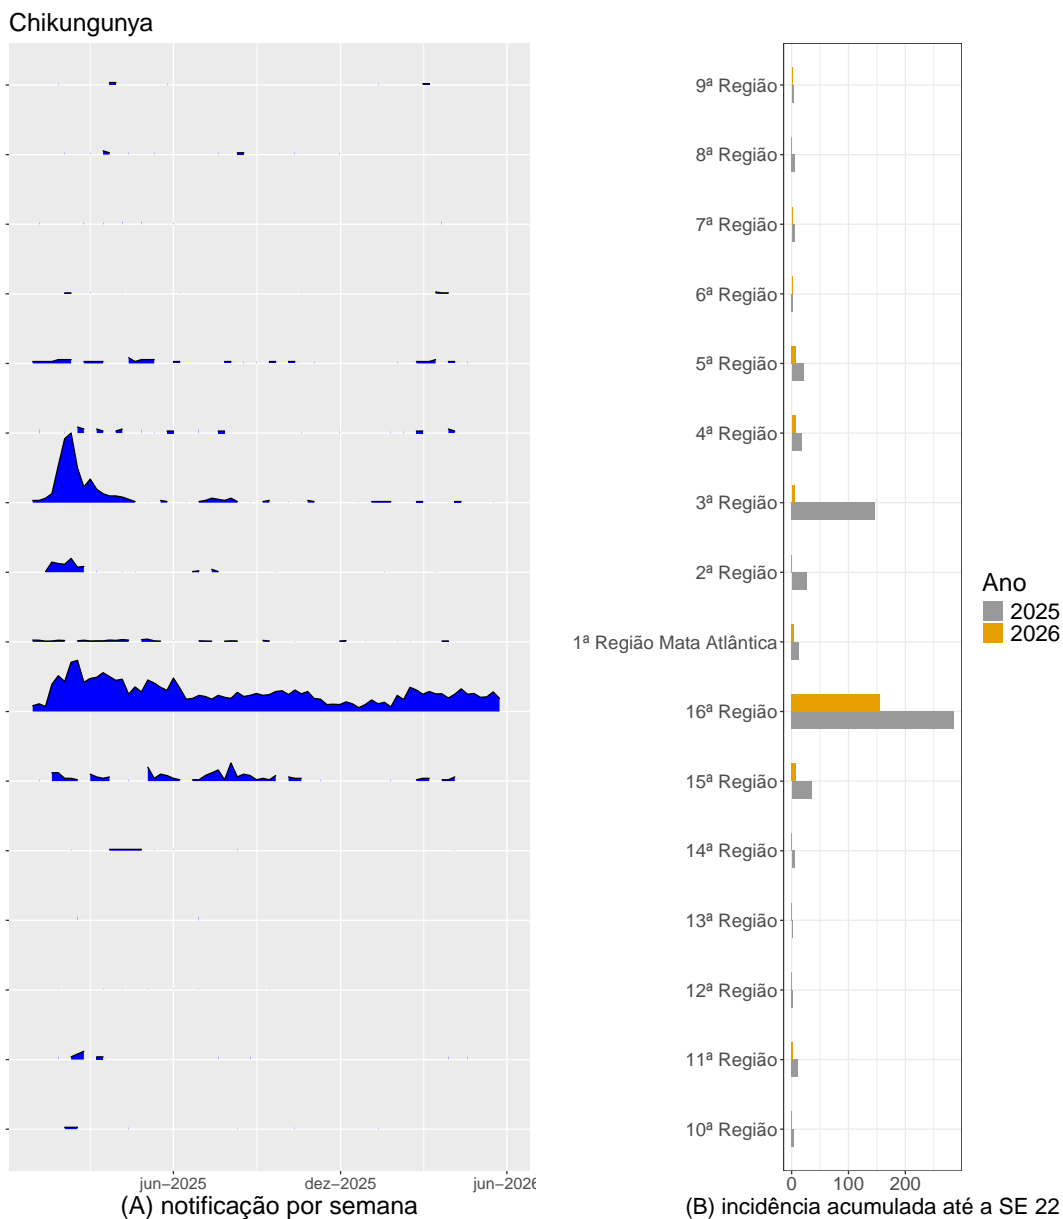 Chikungunya
9ª Região
8ª Região
7ª Região
6ª Região
5ª Região
4ª Região
3ª Região
2ª Região
1ª Região Mata Atlântica
16ª Região
15ª Região
14ª Região
13ª Região
12ª Região
11ª Região
10ª Região
Ano
2025
2026
jun–2025
dez–2025
jun–2026
0
100
200
(A) notificação por semana
(B) incidência acumulada até a SE 22